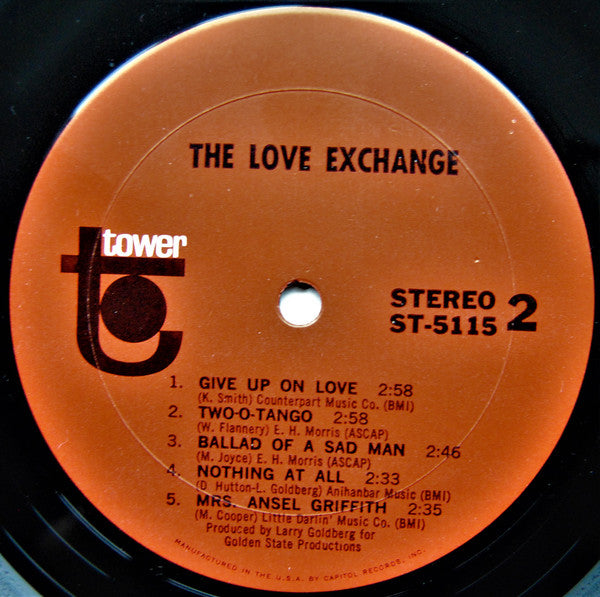 THE LOVE EXCHANGE
tower
STEREO 2
ST-5115
1. GIVE UP ON LOVE 2:58
(K. Smith) Counterpart Music Co. (BMI)
2. TWO-O-TANGO 2:58
(W. Flannery) E. H. Morris (ASCAP)
3. BALLAD OF A SAD MAN 2:46
(M. Joyce) E. H. Morris (ASCAP)
4. NOTHING AT ALL 2:33
(D. Hutton-L. Goldberg) Anihanbar Music (BMI)
5. MRS. ANSEL GRIFFITH 2:35
(M. Cooper) Little Darlin' Music Co. (BMI)
Produced by Larry Goldberg for
Golden State Productions
MANUFACTURED IN THE U.S.A. BY CAPITOL RECORDS, INC.